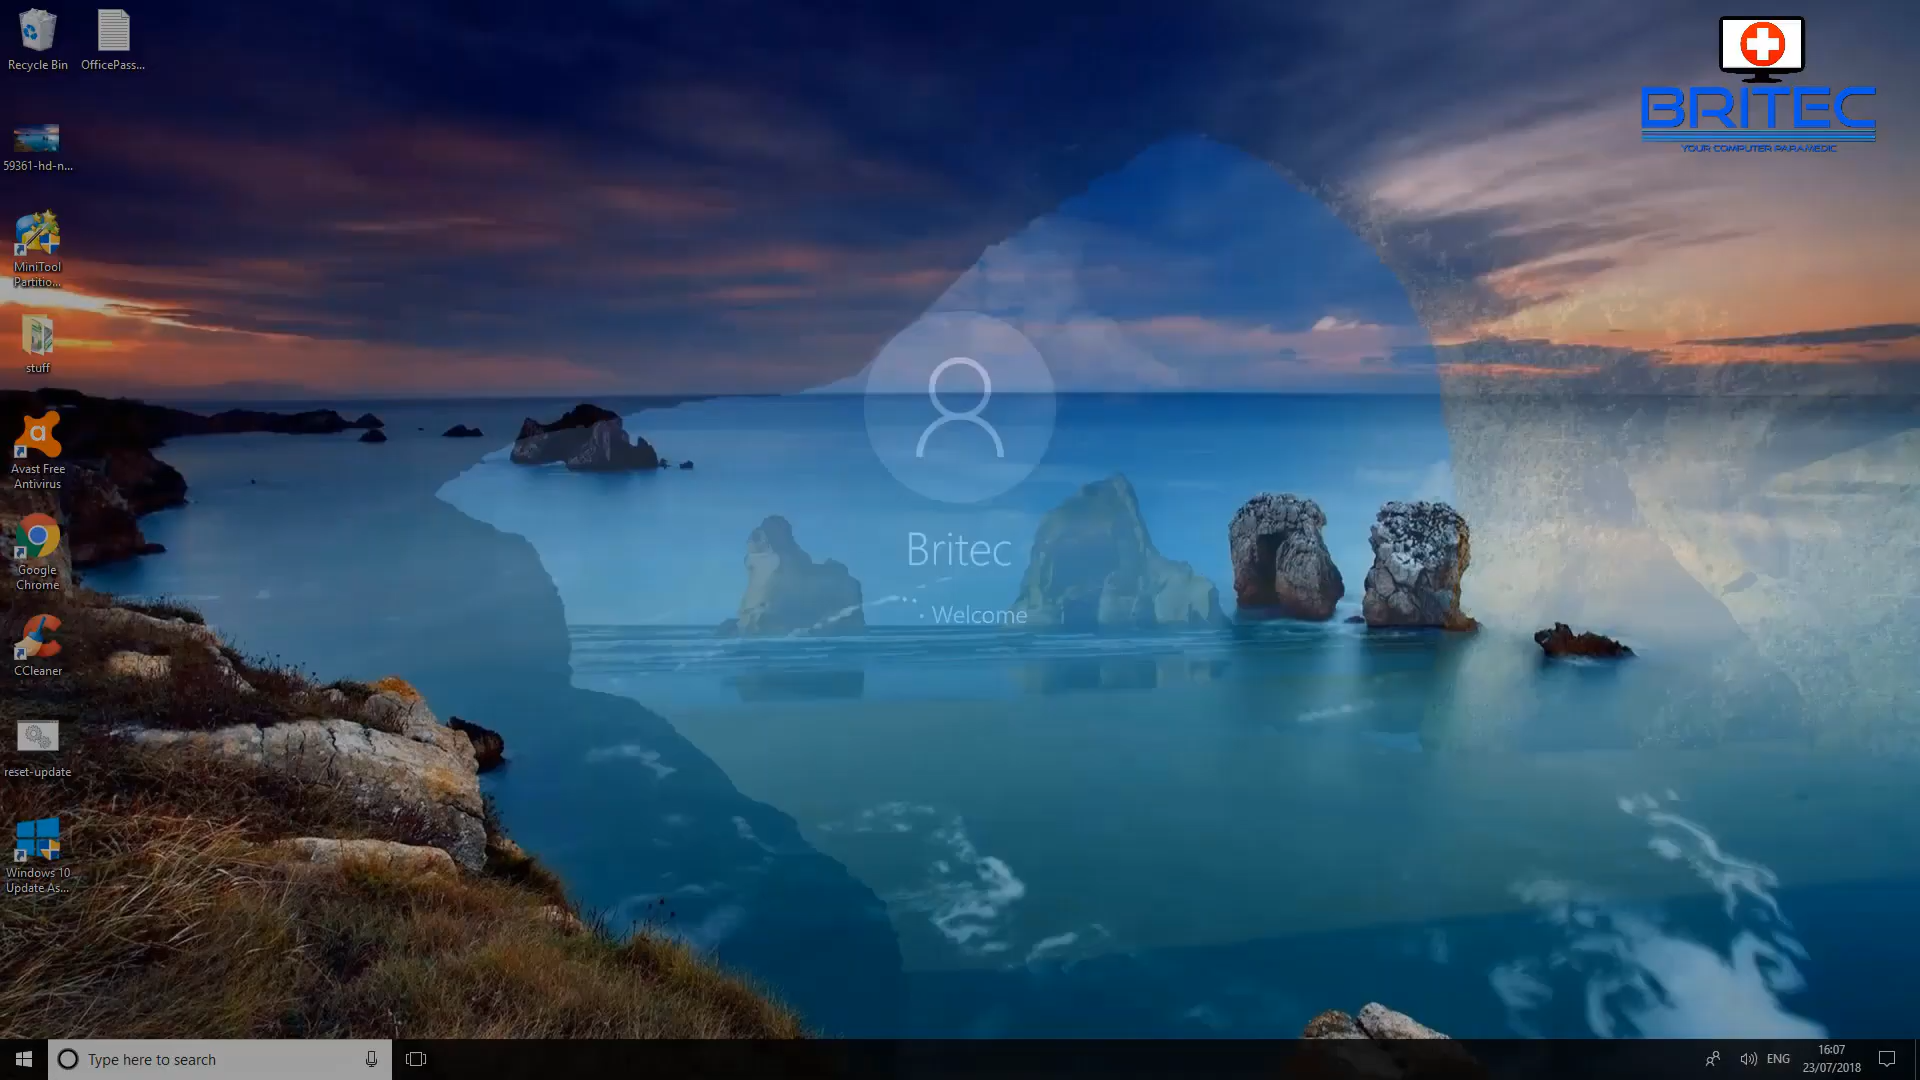 Recycle Bin
OfficePass...
59361-hd-n...
MiniTool
Partitio...
stuff
Avast Free
Antivirus
Google
Chrome
CCleaner
reset-update
Windows 10
Update As...
BRITEC
YOUR COMPUTER PARAMEDIC
Britec
Welcome
Type here to search
ENG
16:07
23/07/2018